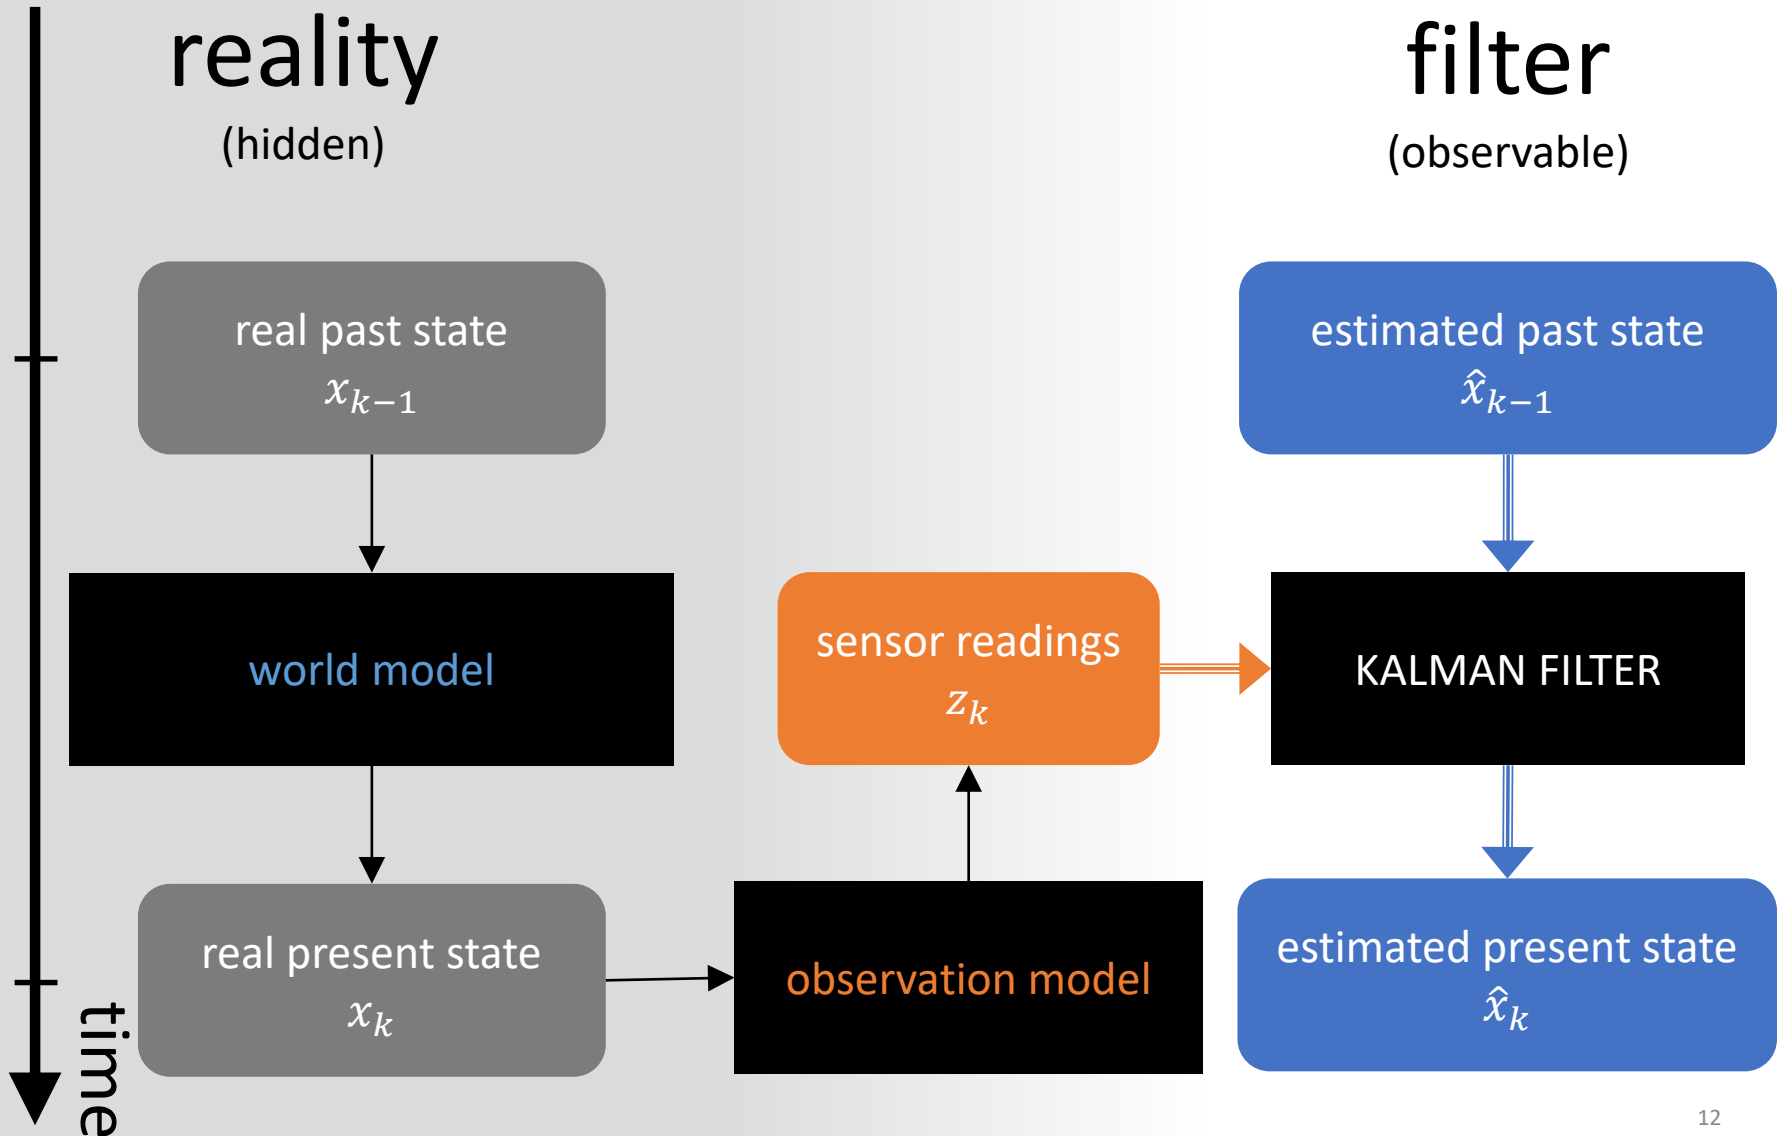 reality
(hidden)
filter
(observable)
real past state
x_{k−1}
estimated past state
x̂_{k−1}
world model
sensor readings
z_k
KALMAN FILTER
real present state
x_k
observation model
estimated present state
x̂_k
time
12